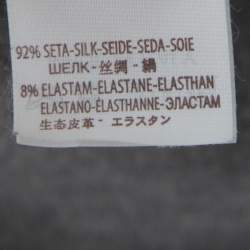 92% SETA-SILK-SEIDE-SEDA-SOIE
ШЕЛК-丝绸-絹
8% ELASTAM-ELASTANE-ELASTHAN
ELASTANO-ÉLASTHANNE-ЭЛАСТАМ
生态皮革-エラスタン